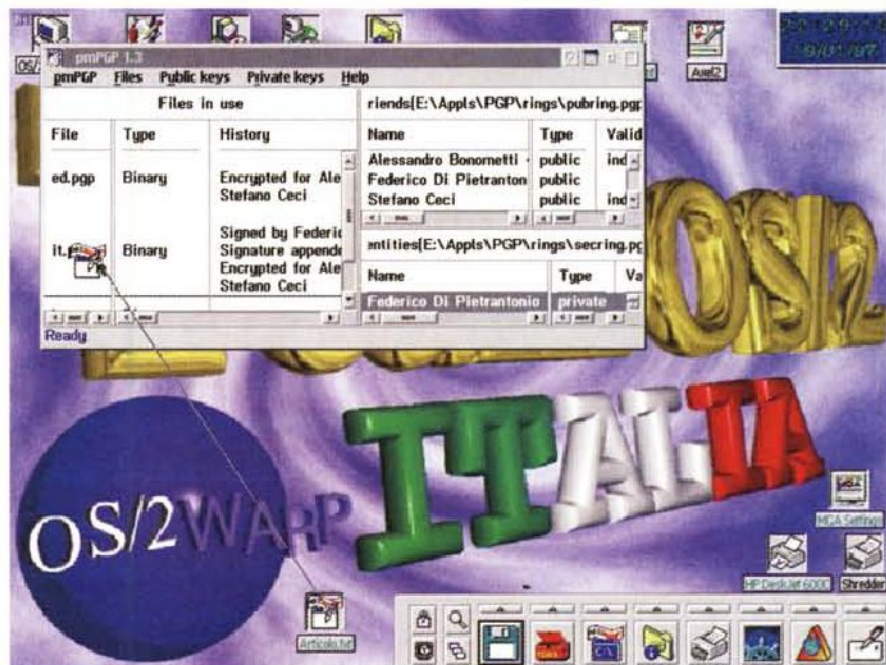 OS/
pmPGP 1.3
pmPGP Files Public keys Private keys Help
Files in use
File Type History
ed.pgp Binary Encrypted for Ale
Stefano Ceci
Signed by Federic
Signature appende
it. Binary Encrypted for Ale
Stefano Ceci
Ready
riends[E:\Appls\PGP\rings\pubring.pgp
Name Type Valid
Alessandro Bonometti public ind
Federico Di Pietranton public
Stefano Ceci public ind
entities[E:\Appls\PGP\rings\secring.pg
Name Type Va
Federico Di Pietrantonio private
9/01/97
OS/2
ITALIA
OS/2 WARP
MGA Settings
HP DeskJet 600C
Shredder
Articolo.txt
C:\